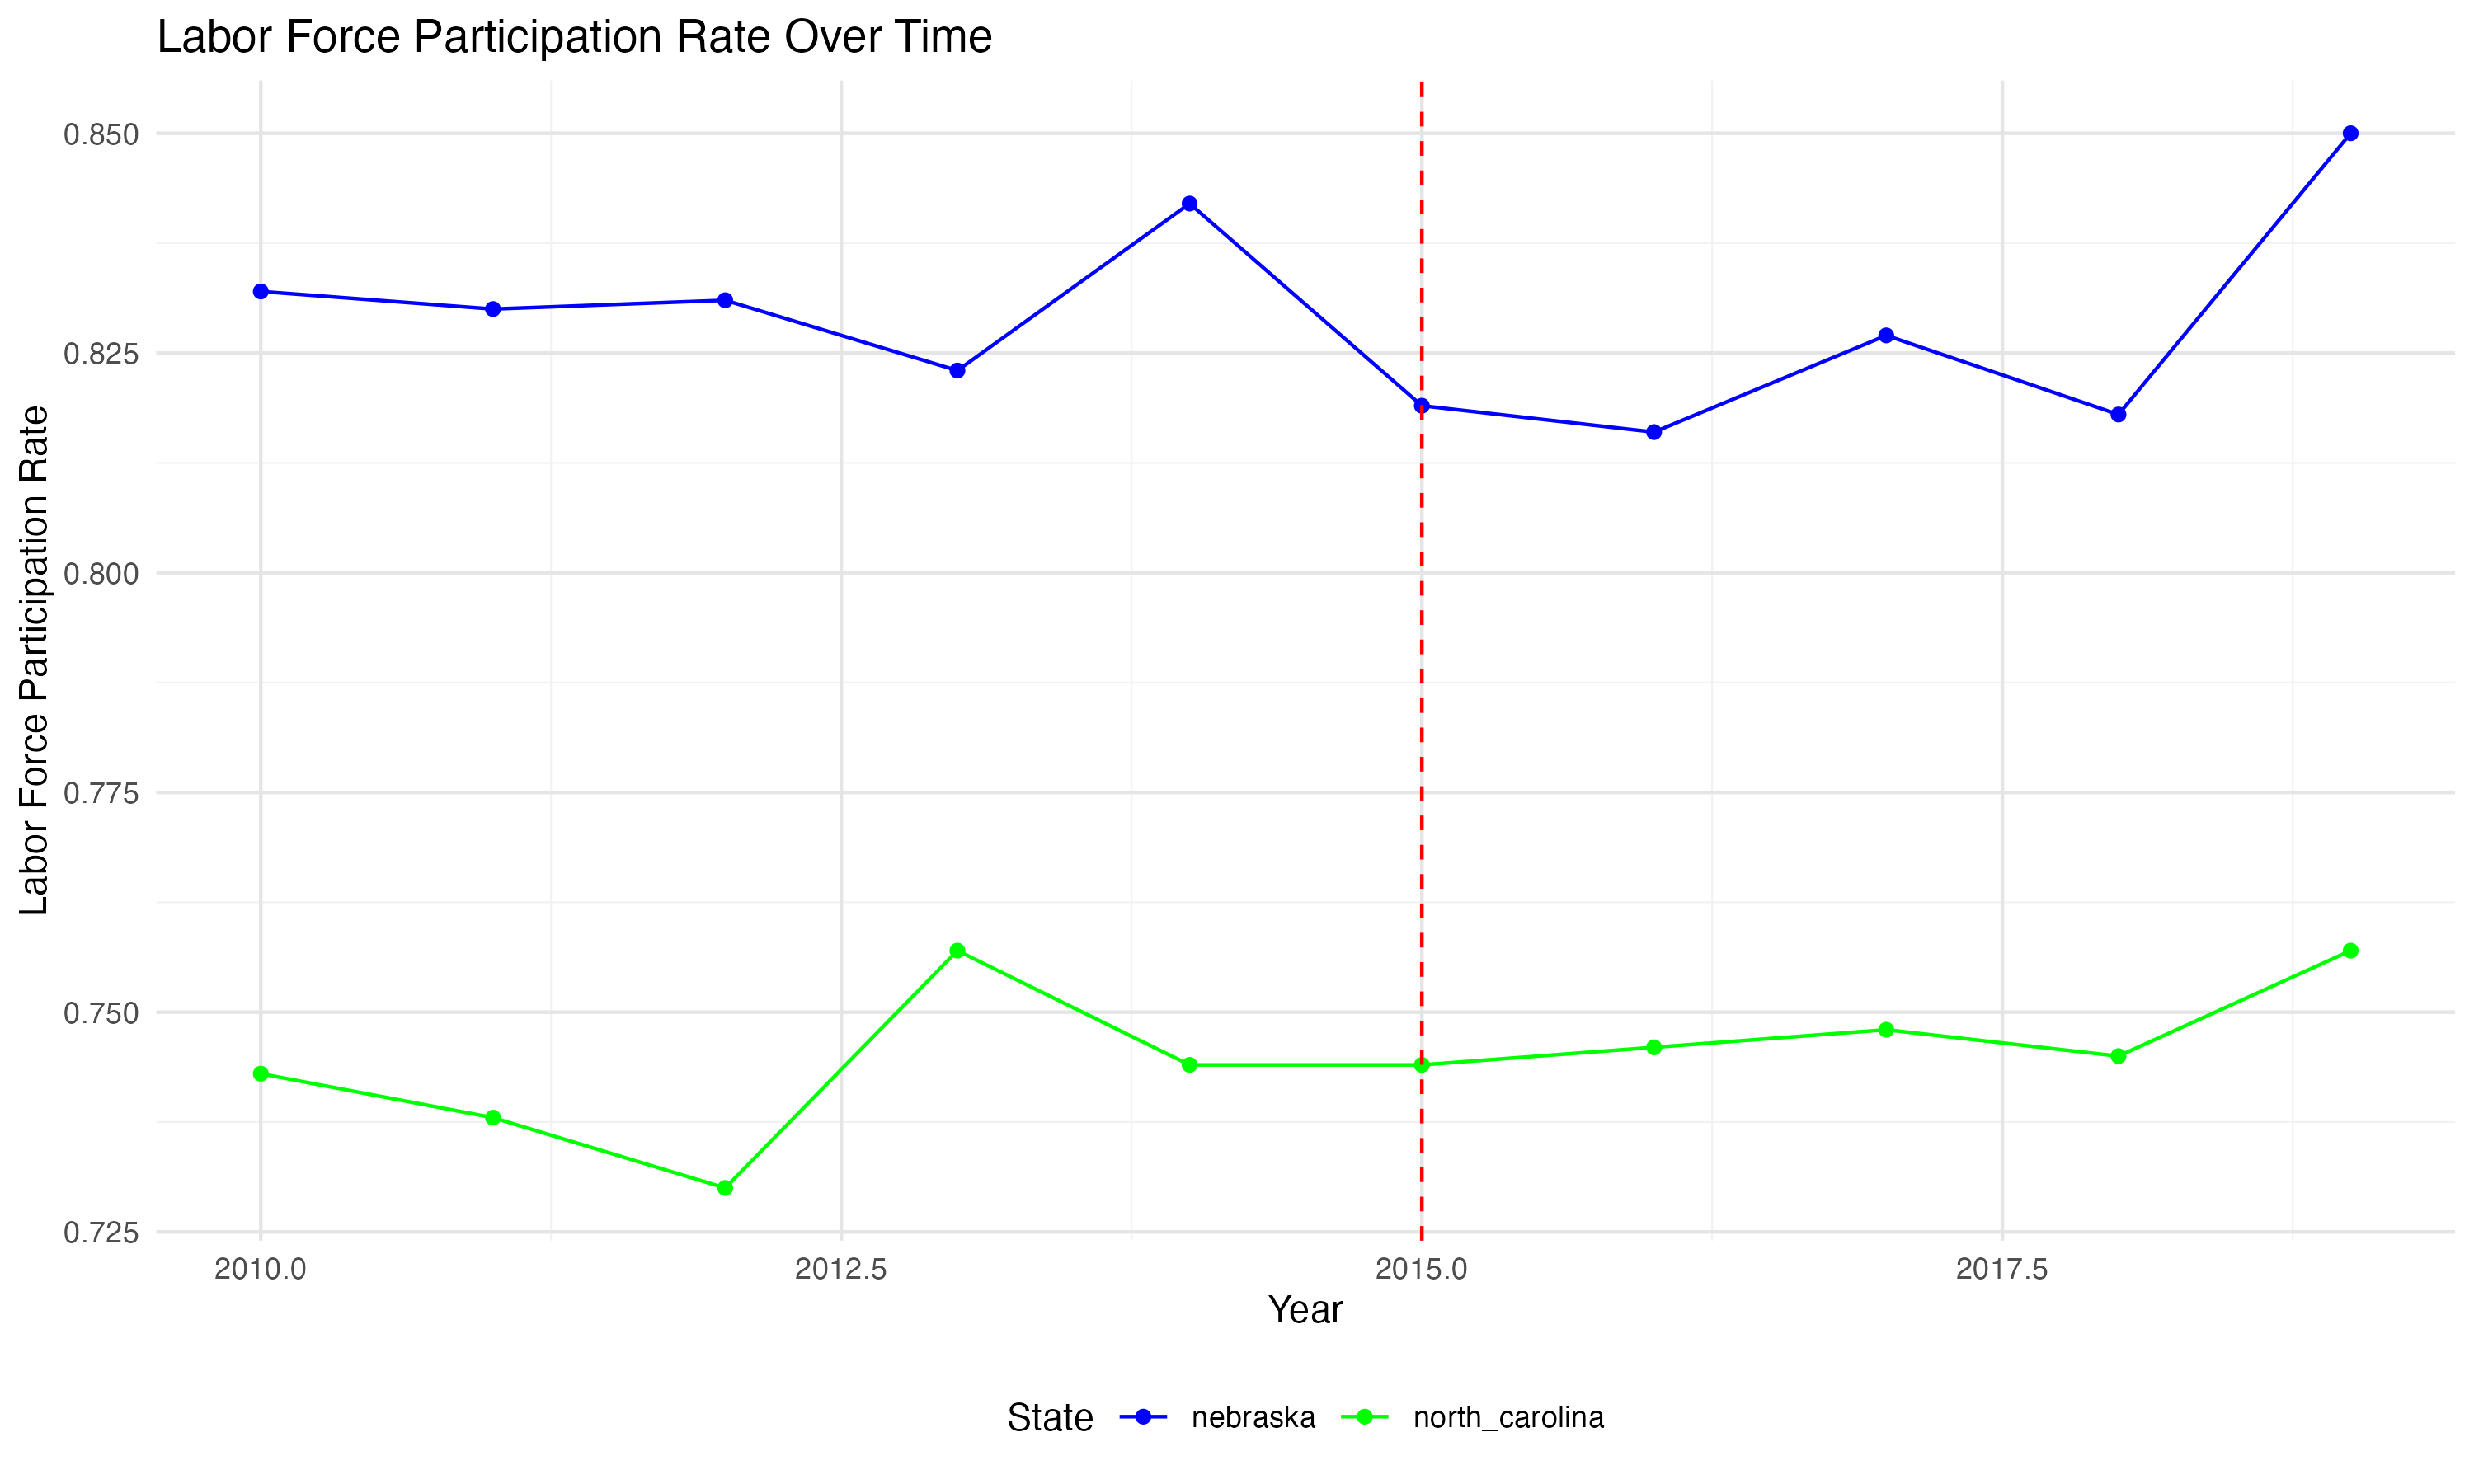 Labor Force Participation Rate Over Time
Labor Force Participation Rate
0.850
0.825
0.800
0.775
0.750
0.725
2010.0 2012.5 2015.0 2017.5
Year
State nebraska north_carolina